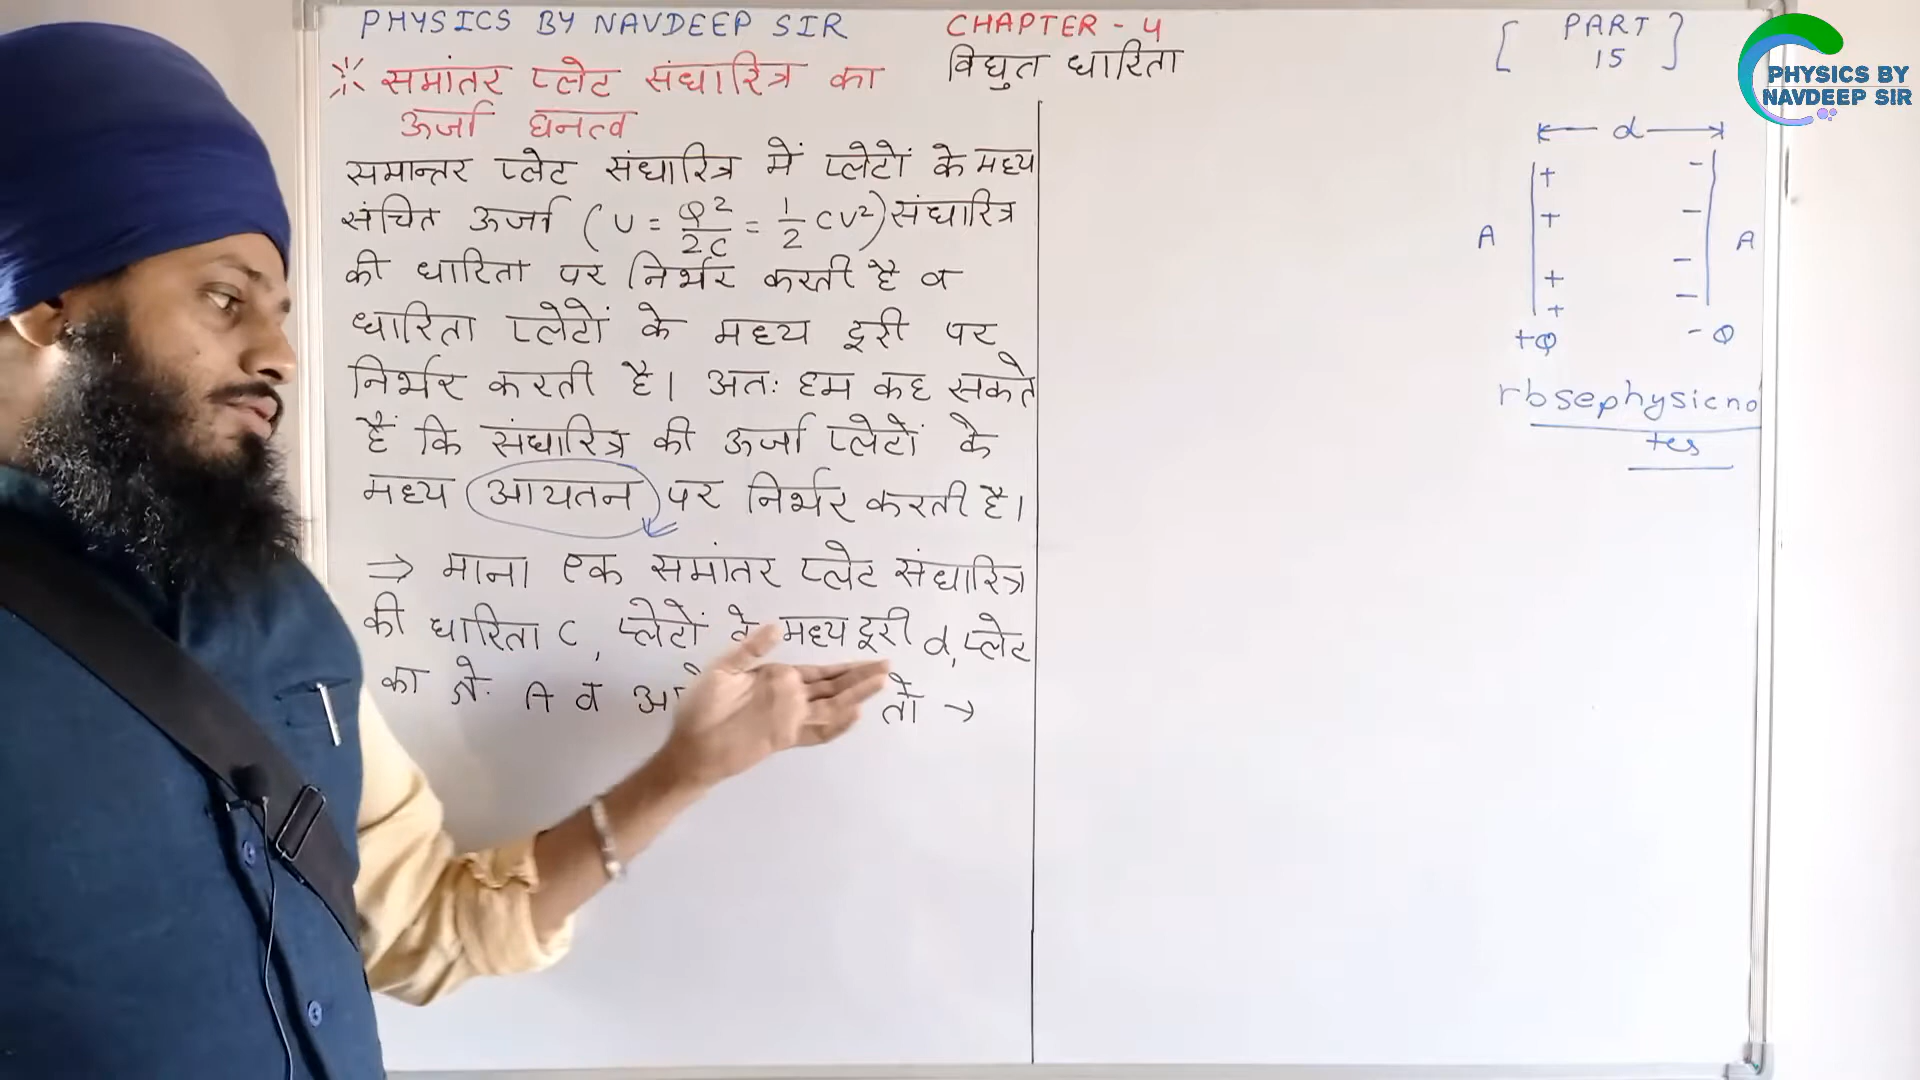 PHYSICS BY NAVDEEP SIR
CHAPTER - 4
विद्युत धारिता
[ PART 15 ]
PHYSICS BY
NAVDEEP SIR
समांतर प्लेट संधारित्र का
ऊर्जा घनत्व
समान्तर प्लेट संधारित्र में प्लेटों के मध्य
संचित ऊर्जा (U = Q²/2C = 1/2 CV²) संधारित्र
की धारिता पर निर्भर करती है व
धारिता प्लेटों के मध्य दूरी पर
निर्भर करती है। अतः हम कह सकते
हैं कि संधारित्र की ऊर्जा प्लेटों के
मध्य आयतन पर निर्भर करती है।
⇒ माना एक समांतर प्लेट संधारित्र
की धारिता C, प्लेटों के मध्य दूरी d, प्लेट
का क्षे. A व तो →
d
+ + + +
- - - -
A A
+Q -Q
rbsephysicno
tes